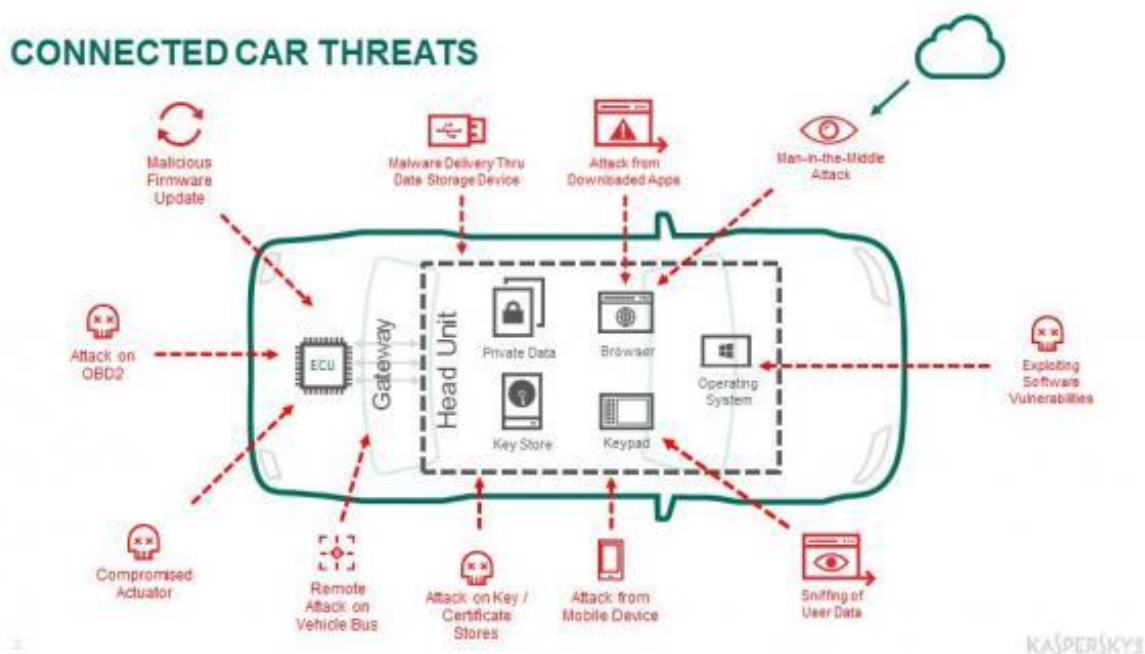 CONNECTED CAR THREATS
Malicious
Firmware
Update
Malware Delivery Thru
Data Storage Device
Attack from
Downloaded Apps
Man-in-the-Middle
Attack
Attack on
OBD2
ECU
Gateway
Head Unit
Private Data
Browser
Key Store
Keypad
Operating
System
Exploiting
Software
Vulnerabilities
Compromised
Actuator
Remote
Attack on
Vehicle Bus
Attack on Key /
Certificate
Stores
Attack from
Mobile Device
Sniffing of
User Data
2
KASPERSKY